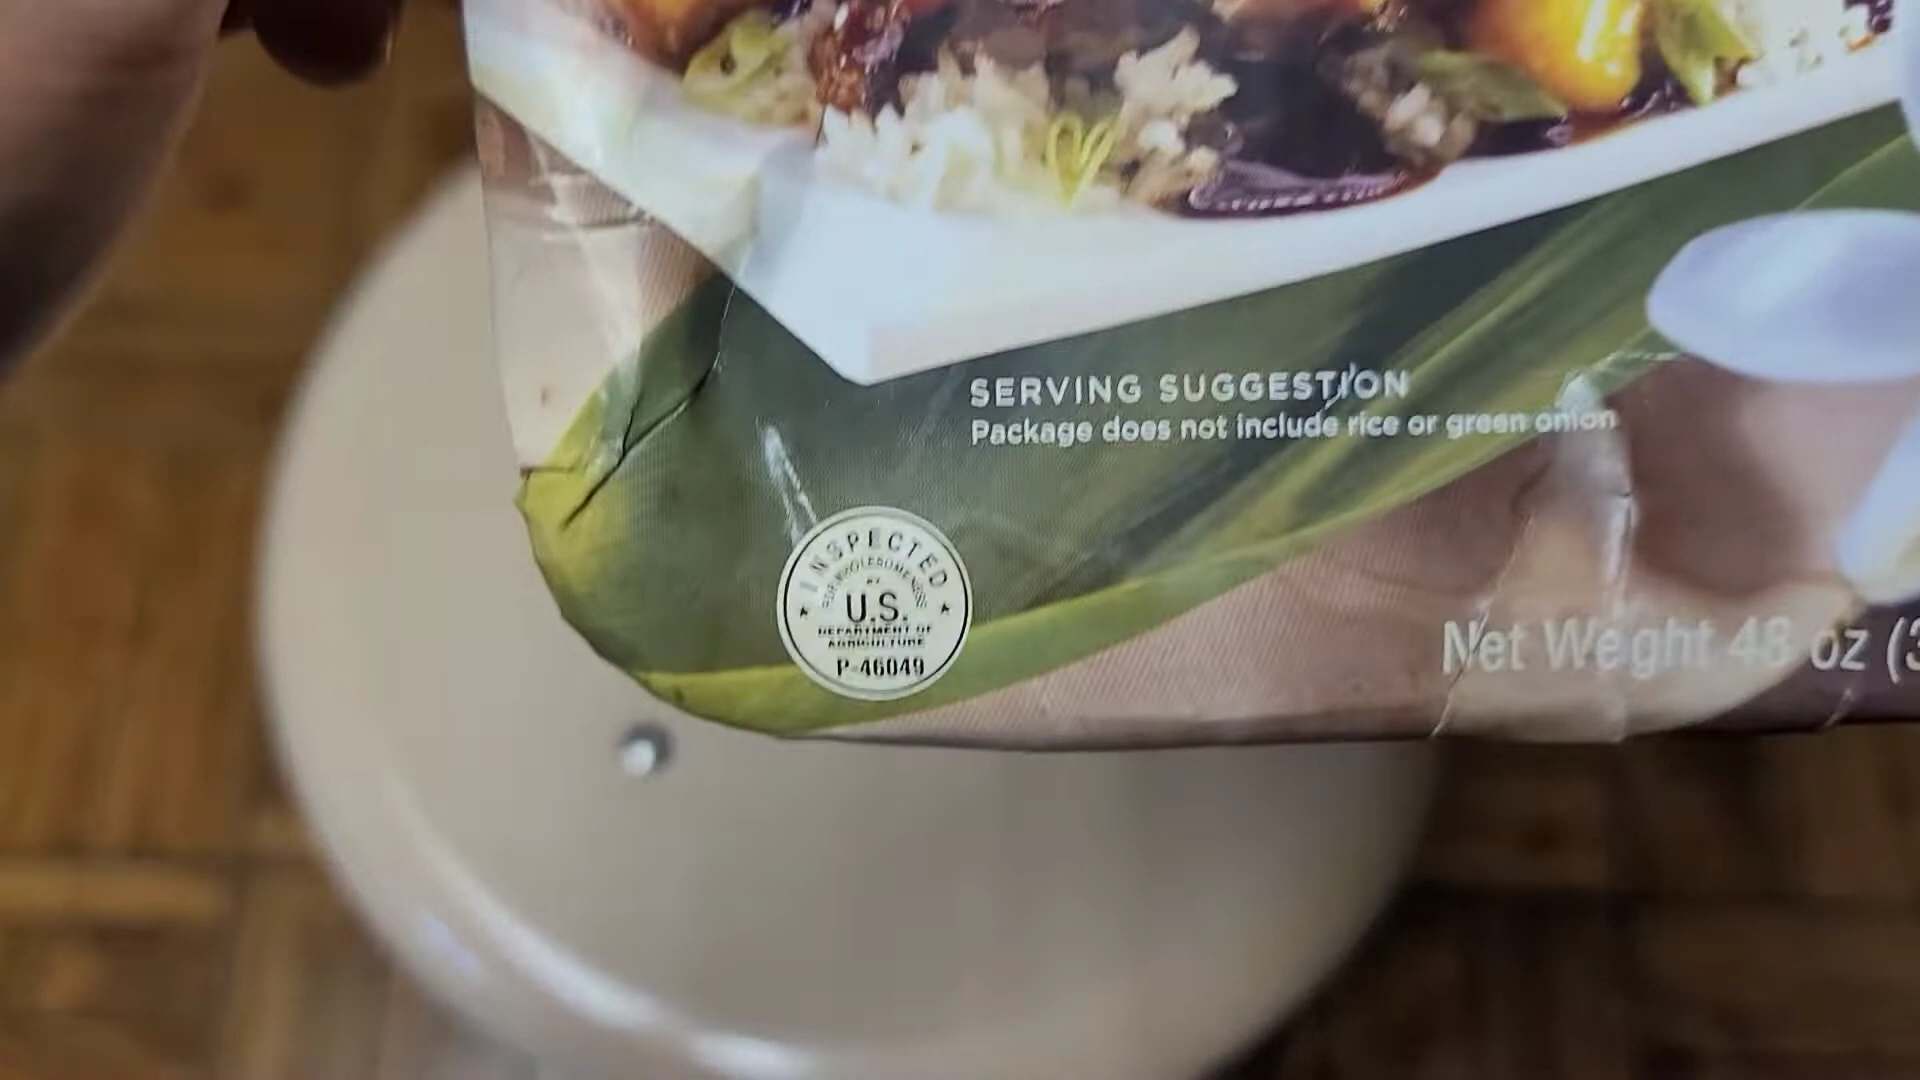 SERVING SUGGESTION
Package does not include rice or green onion
INSPECTED
FOR WHOLESOMENESS
BY
U.S.
DEPARTMENT OF
AGRICULTURE
P-46049
Net Weight 48 oz (3